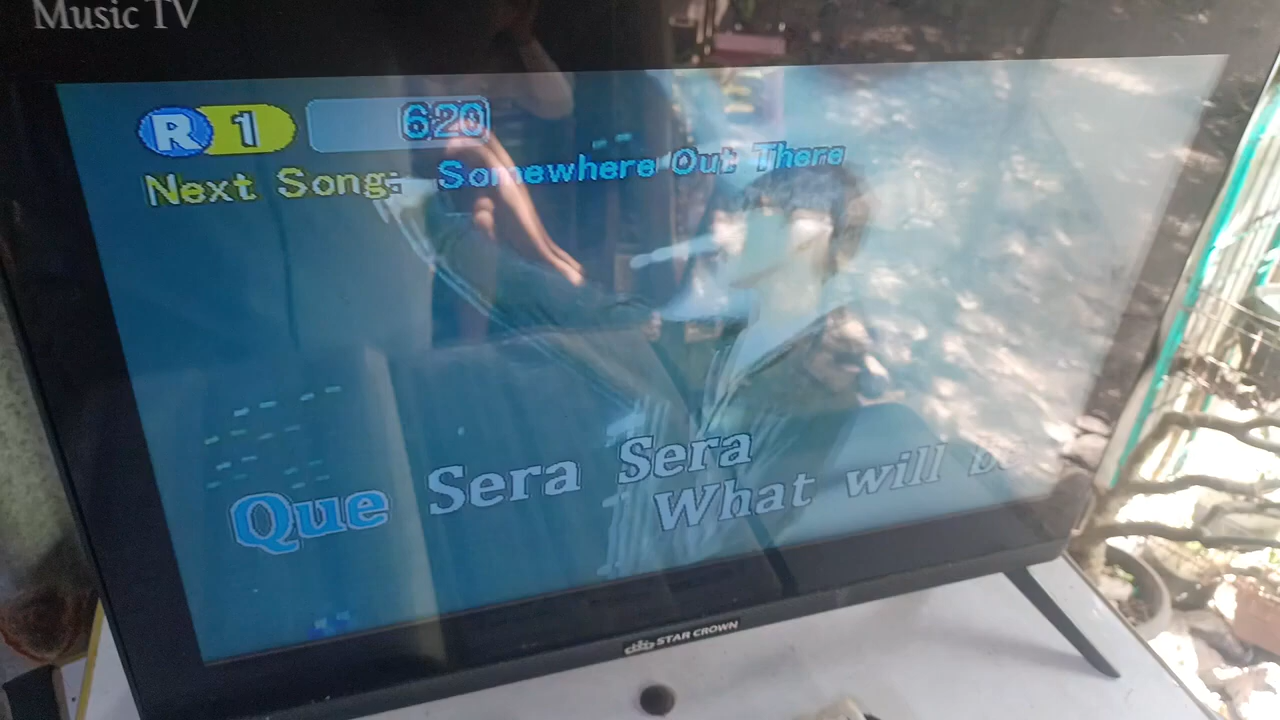 Music TV
R 1 620
Next Song: Somewhere Out There
Que Sera Sera
What will
STAR CROWN